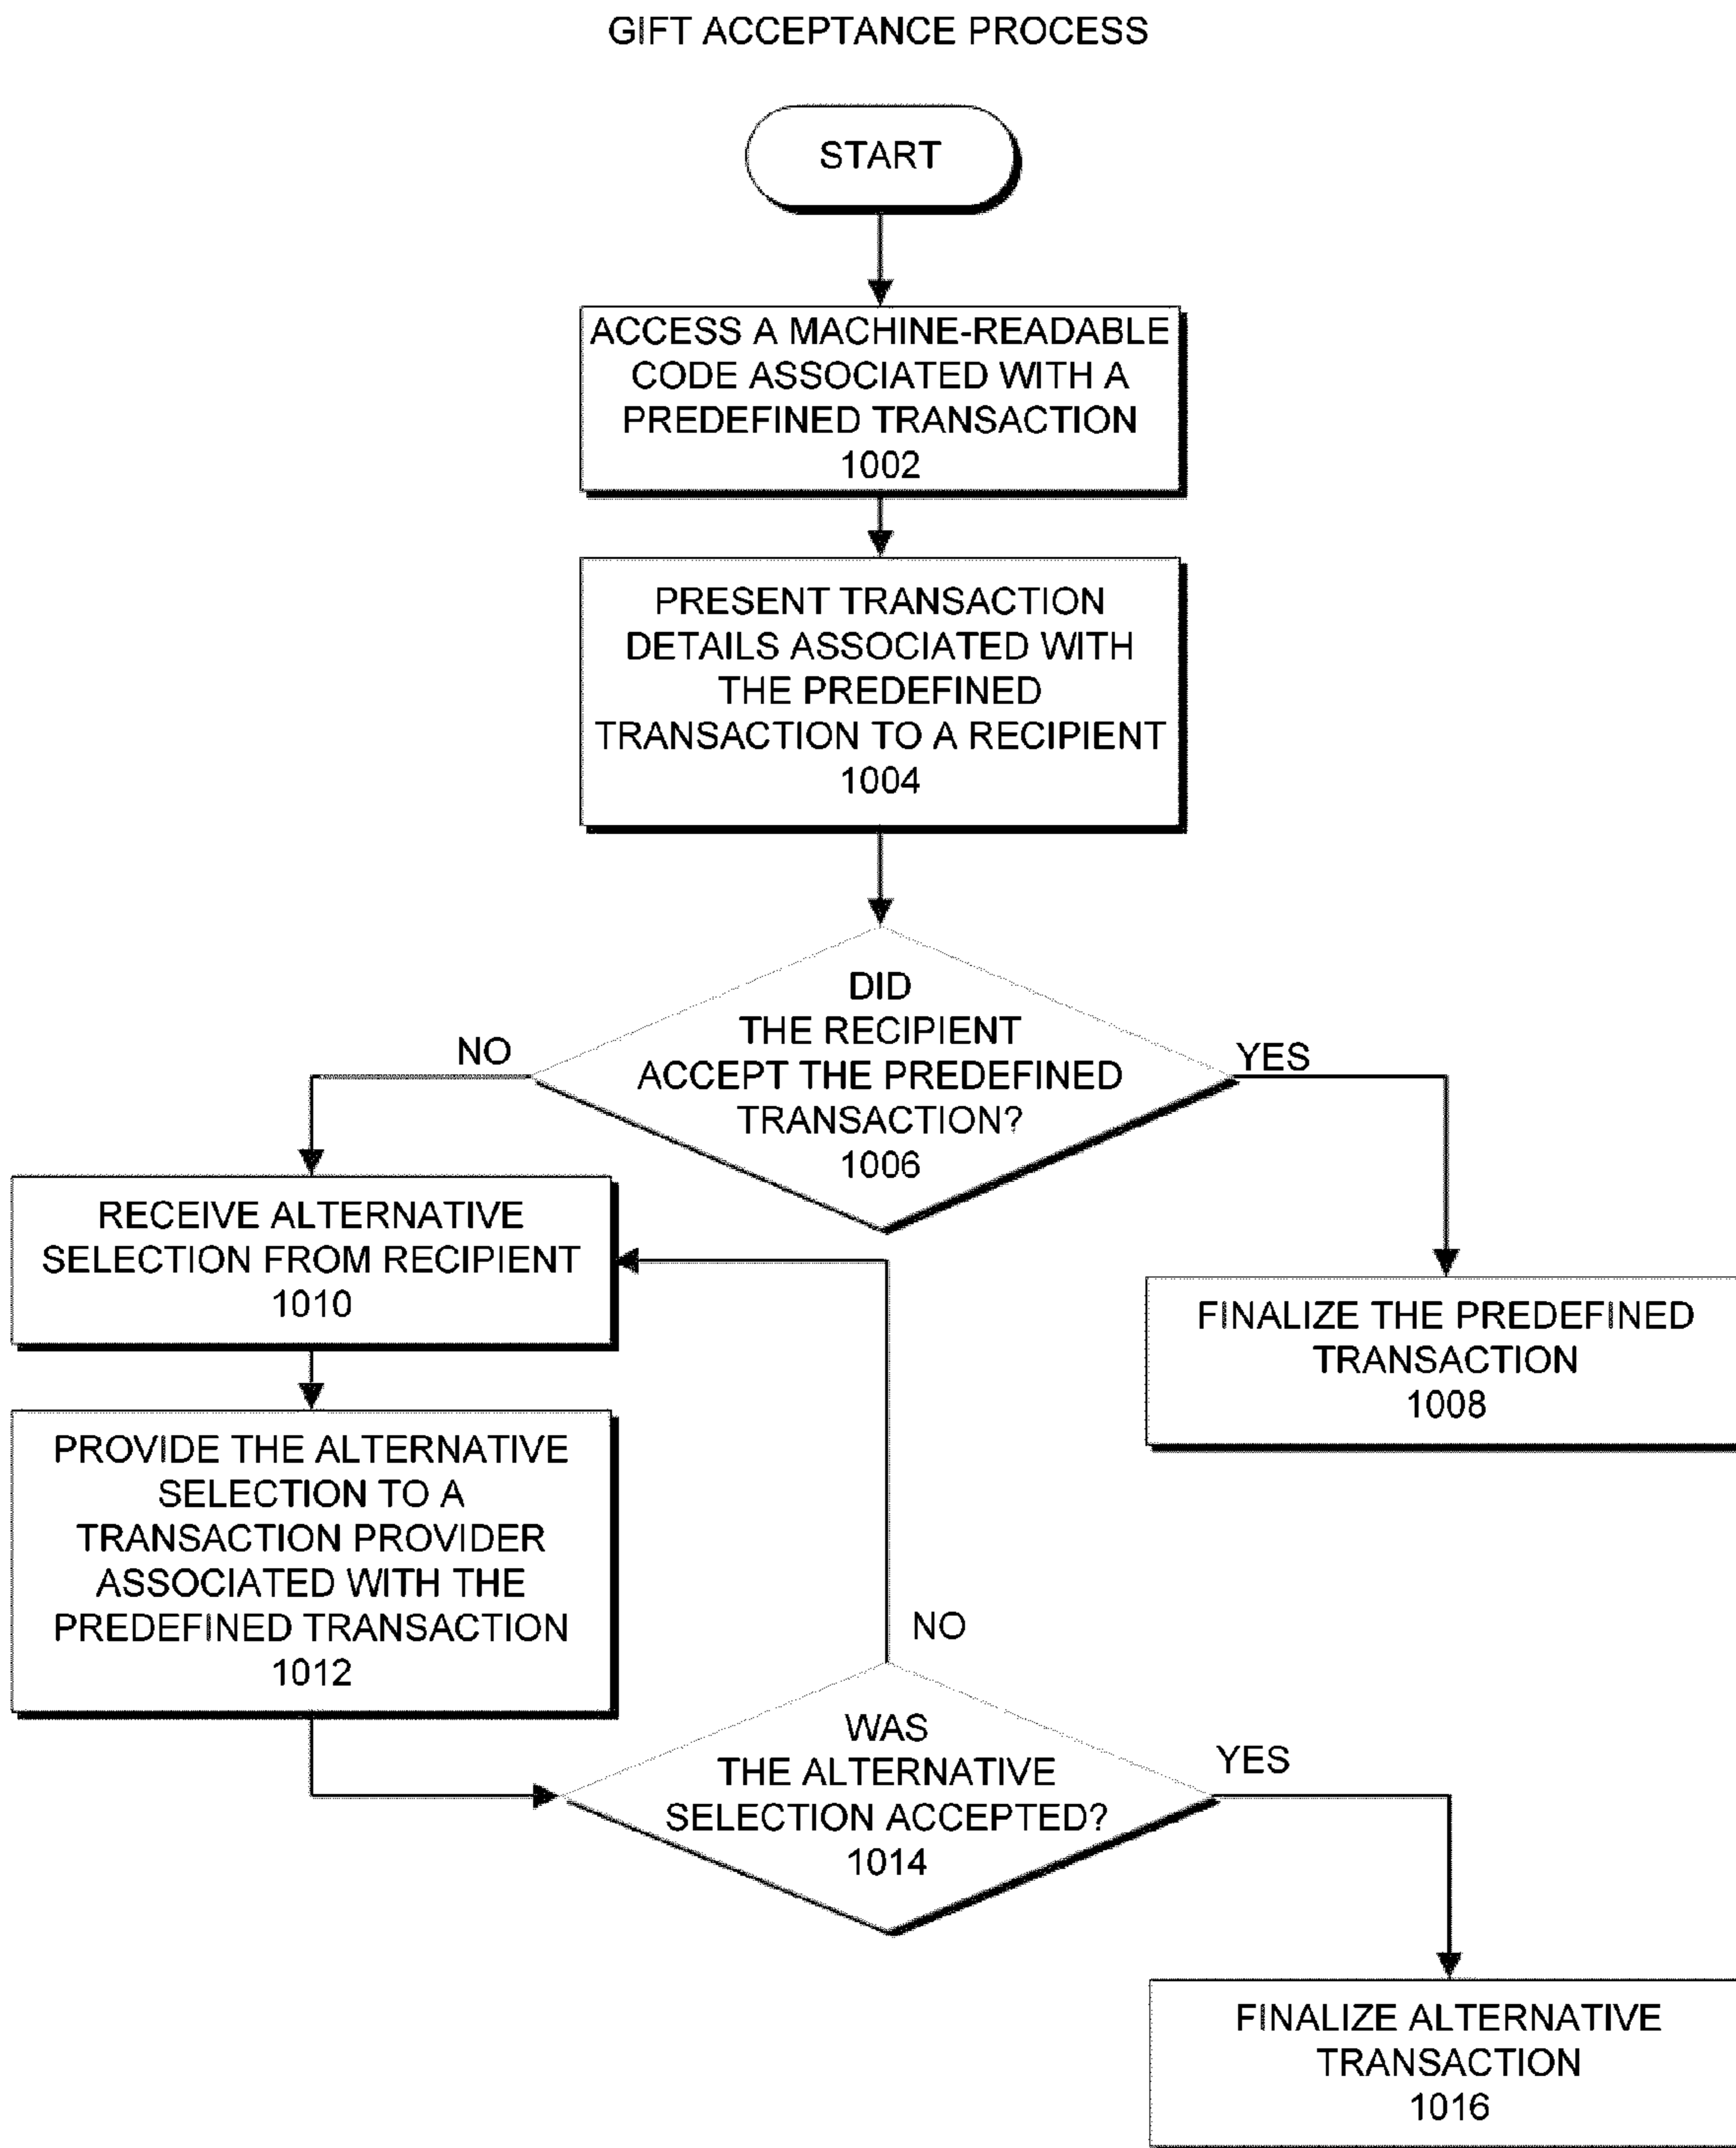 GIFT ACCEPTANCE PROCESS
START
ACCESS A MACHINE-READABLE
CODE ASSOCIATED WITH A
PREDEFINED TRANSACTION
1002
PRESENT TRANSACTION
DETAILS ASSOCIATED WITH
THE PREDEFINED
TRANSACTION TO A RECIPIENT
1004
DID
THE RECIPIENT
ACCEPT THE PREDEFINED
TRANSACTION?
1006
NO
YES
RECEIVE ALTERNATIVE
SELECTION FROM RECIPIENT
1010
FINALIZE THE PREDEFINED
TRANSACTION
1008
PROVIDE THE ALTERNATIVE
SELECTION TO A
TRANSACTION PROVIDER
ASSOCIATED WITH THE
PREDEFINED TRANSACTION
1012
NO
WAS
THE ALTERNATIVE
SELECTION ACCEPTED?
1014
YES
FINALIZE ALTERNATIVE
TRANSACTION
1016